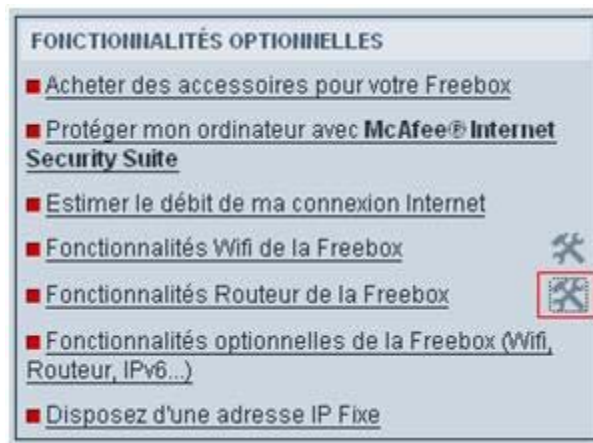 FONCTIONNALITÉS OPTIONNELLES
Acheter des accessoires pour votre Freebox
Protéger mon ordinateur avec McAfee® Internet
Security Suite
Estimer le débit de ma connexion Internet
Fonctionnalités Wifi de la Freebox
Fonctionnalités Routeur de la Freebox
Fonctionnalités optionnelles de la Freebox (Wifi,
Routeur, IPv6...)
Disposez d'une adresse IP Fixe